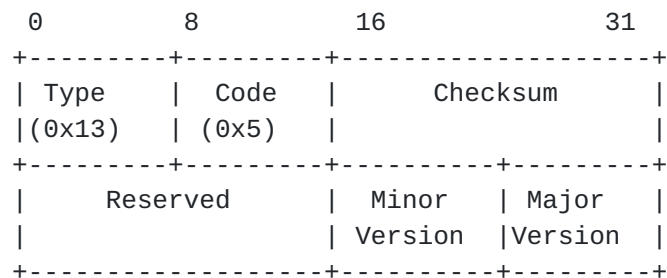 0         8         16             31
+---------+---------+--------------------+
| Type    |  Code   |      Checksum      |
|(0x13)   | (0x5)   |                    |
+---------+---------+----------+---------+
|     Reserved      |  Minor   | Major   |
|                   | Version  |Version  |
+-------------------+----------+---------+